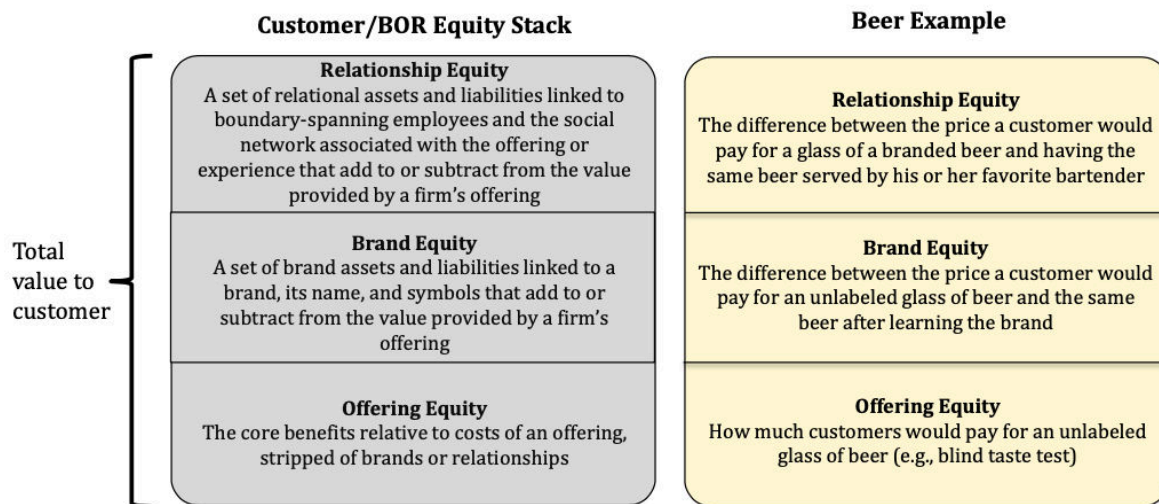 Customer/BOR Equity Stack
Beer Example
Total
value to
customer
Relationship Equity
A set of relational assets and liabilities linked to
boundary-spanning employees and the social
network associated with the offering or
experience that add to or subtract from the value
provided by a firm's offering
Brand Equity
A set of brand assets and liabilities linked to a
brand, its name, and symbols that add to or
subtract from the value provided by a firm's
offering
Offering Equity
The core benefits relative to costs of an offering,
stripped of brands or relationships
Relationship Equity
The difference between the price a customer would
pay for a glass of a branded beer and having the
same beer served by his or her favorite bartender
Brand Equity
The difference between the price a customer would
pay for an unlabeled glass of beer and the same
beer after learning the brand
Offering Equity
How much customers would pay for an unlabeled
glass of beer (e.g., blind taste test)